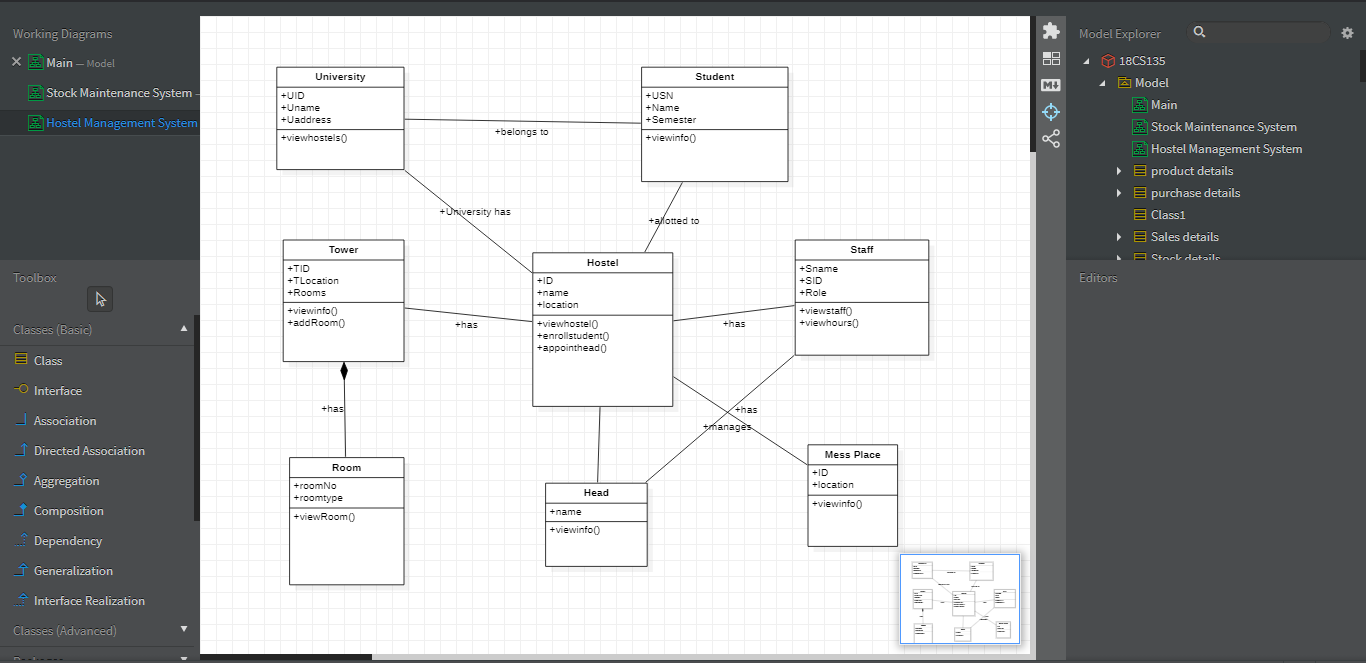 Working Diagrams
Main — Model
Stock Maintenance System –
Hostel Management System
Toolbox
Classes (Basic)
Class
Interface
Association
Directed Association
Aggregation
Composition
Dependency
Generalization
Interface Realization
Classes (Advanced)
University
+UID
+Uname
+Uaddress
+viewhostels()
Student
+USN
+Name
+Semester
+viewinfo()
+belongs to
+University has
+allotted to
Tower
+TID
+TLocation
+Rooms
+viewinfo()
+addRoom()
Hostel
+ID
+name
+location
+viewhostel()
+enrollstudent()
+appointhead()
Staff
+Sname
+SID
+Role
+viewstaff()
+viewhours()
+has
+has
+has
+has
+manages
Room
+roomNo
+roomtype
+viewRoom()
Head
+name
+viewinfo()
Mess Place
+ID
+location
+viewinfo()
M
Model Explorer
18CS135
Model
Main
Stock Maintenance System
Hostel Management System
product details
purchase details
Class1
Sales details
Stock details
Editors